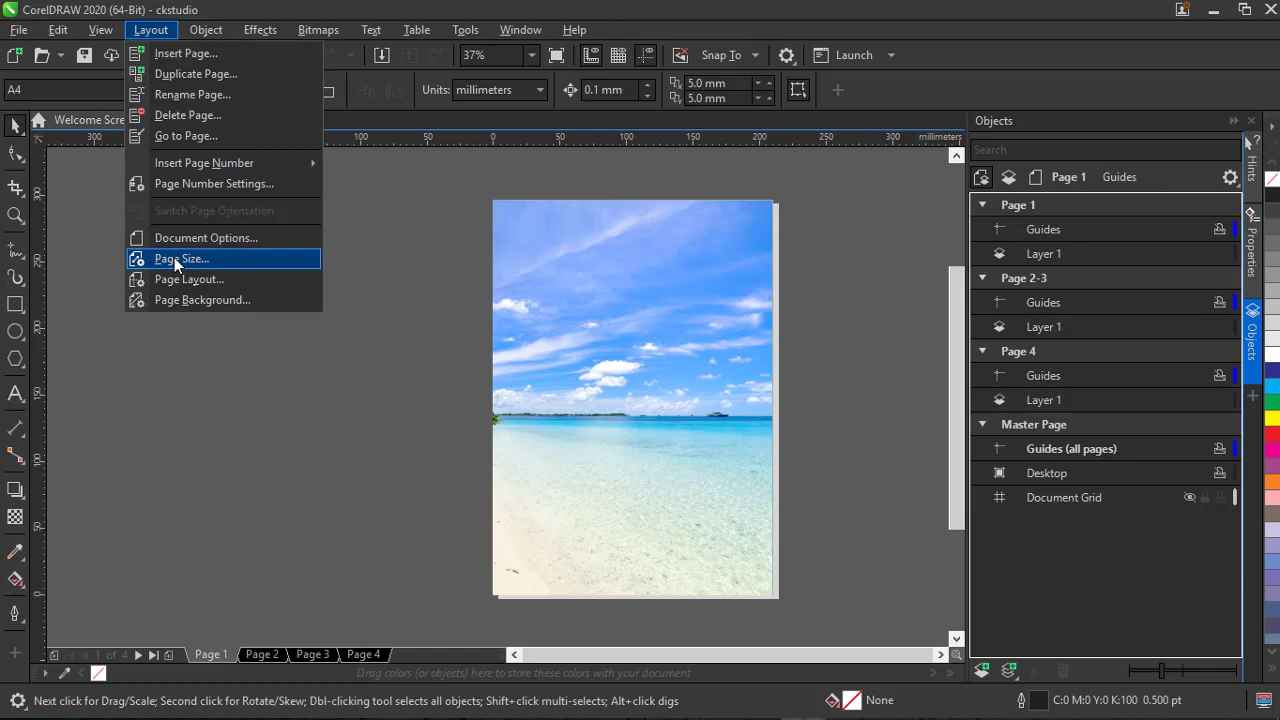 CorelDRAW 2020 (64-Bit) - ckstudio
File Edit View Layout Object Effects Bitmaps Text Table Tools Window Help
37% Snap To Launch
A4 Units: millimeters 0.1 mm 5.0 mm
5.0 mm
Insert Page...
Duplicate Page...
Rename Page...
Delete Page...
Go to Page...
Insert Page Number
Page Number Settings...
Switch Page Orientation
Document Options...
Page Size...
Page Layout...
Page Background...
Welcome Scre
300 0 50 100 150 200 250 millimeters
300
250
200
150
100
50
0
Objects
Search
Page 1 Guides
Page 1
Guides
Layer 1
Page 2-3
Guides
Layer 1
Page 4
Guides
Layer 1
Master Page
Guides (all pages)
Desktop
Document Grid
Hints
Properties
Objects
1 of 4 Page 1 Page 2 Page 3 Page 4
Drag colors (or objects) here to store these colors with your document
Next click for Drag/Scale; Second click for Rotate/Skew; Dbl-clicking tool selects all objects; Shift+click multi-selects; Alt+click digs None C:0 M:0 Y:0 K:100 0.500 pt